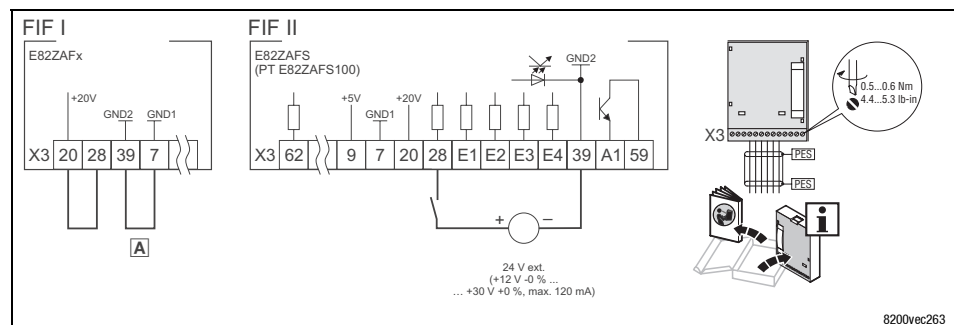 FIF I
E82ZAFx
+20V
GND2
GND1
X3 20 28 39 7
A
FIF II
E82ZAFS
(PT E82ZAFS100)
+5V
GND1
+20V
GND2
X3 62 9 7 20 28 E1 E2 E3 E4 39 A1 59
+ −
24 V ext.
(+12 V -0 % ...
... +30 V +0 %, max. 120 mA)
0.5...0.6 Nm
4.4...5.3 lb-in
X3
PES
PES
i
8200vec263